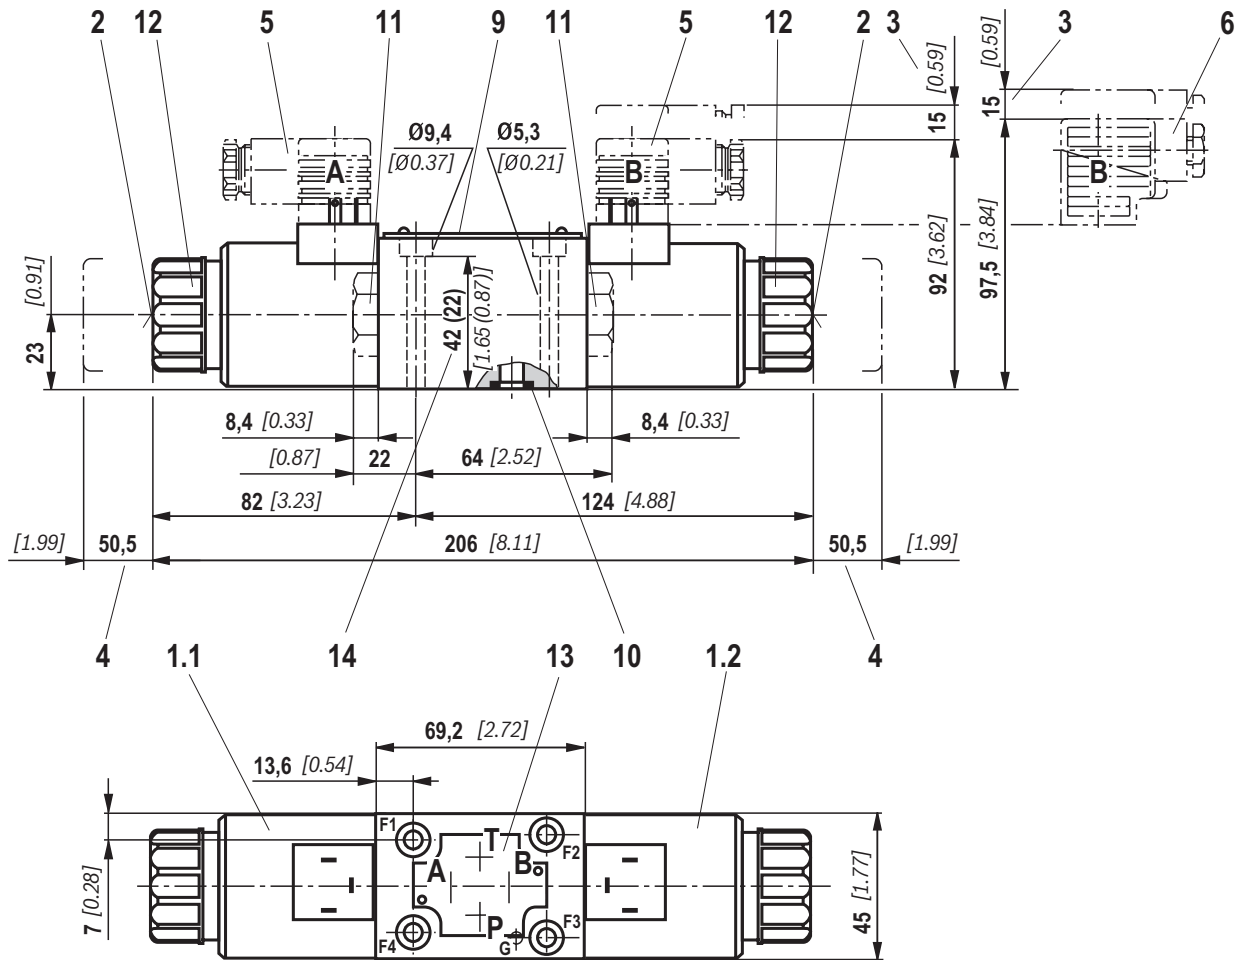 2 12 5 11 9 11 5 12 2 3 3 6
[0.59] [0.59]
15 15
Ø9,4 Ø5,3
[Ø0.37] [Ø0.21]
A B B
[0.91]
23
42 (22)
[1.65 (0.87)]
92 [3.62]
97,5 [3.84]
8,4 [0.33] 8,4 [0.33]
[0.87] 22 64 [2.52]
82 [3.23] 124 [4.88]
[1.99] 50,5 206 [8.11] 50,5 [1.99]
4 1.1 14 13 10 1.2 4
69,2 [2.72]
13,6 [0.54]
F1 T F2
A B
7 [0.28]
45 [1.77]
F4 P G F3